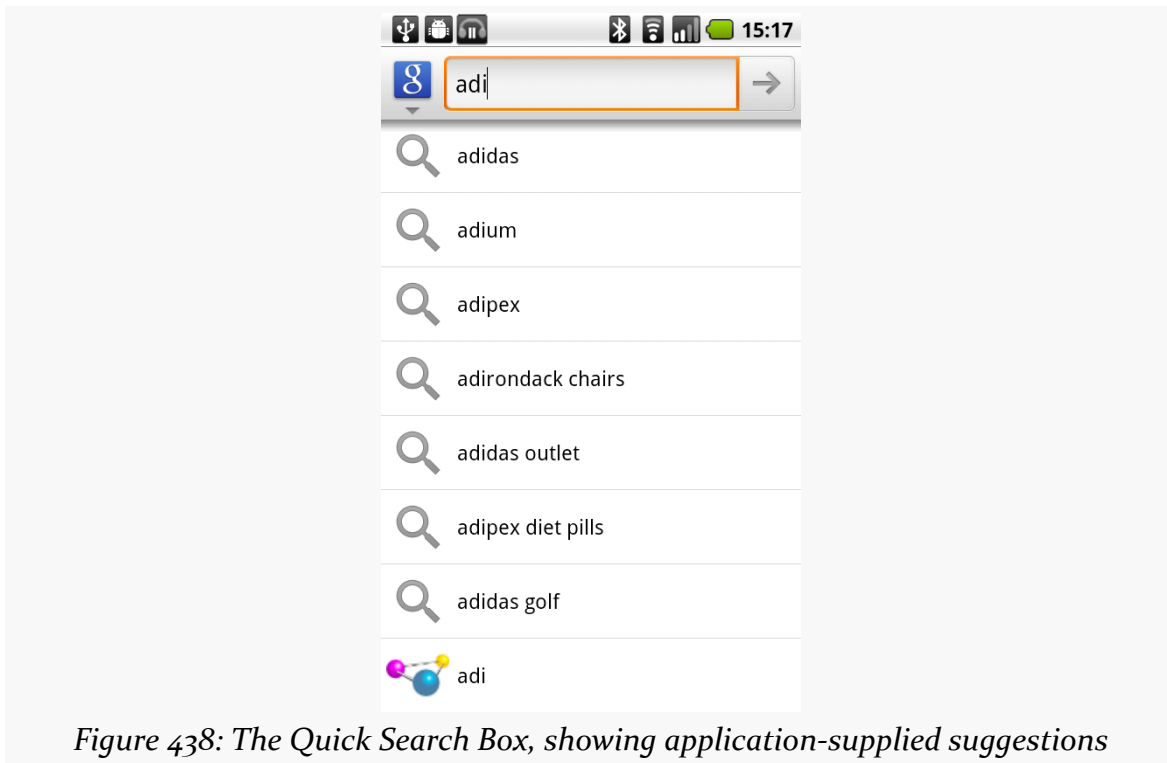 15:17
g adi
adidas
adium
adipex
adirondack chairs
adidas outlet
adipex diet pills
adidas golf
adi
Figure 438: The Quick Search Box, showing application-supplied suggestions